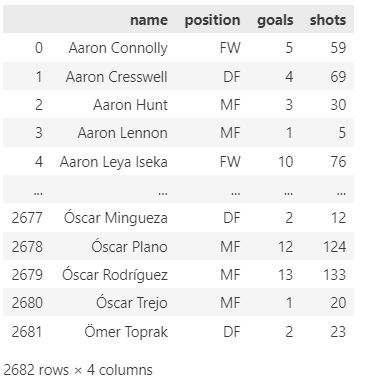 name position goals shots
0 Aaron Connolly FW 5 59
1 Aaron Cresswell DF 4 69
2 Aaron Hunt MF 3 30
3 Aaron Lennon MF 1 5
4 Aaron Leya Iseka FW 10 76
... ... ... ... ...
2677 Óscar Mingueza DF 2 12
2678 Óscar Plano MF 12 124
2679 Óscar Rodríguez MF 13 133
2680 Óscar Trejo MF 1 20
2681 Ömer Toprak DF 2 23
2682 rows × 4 columns